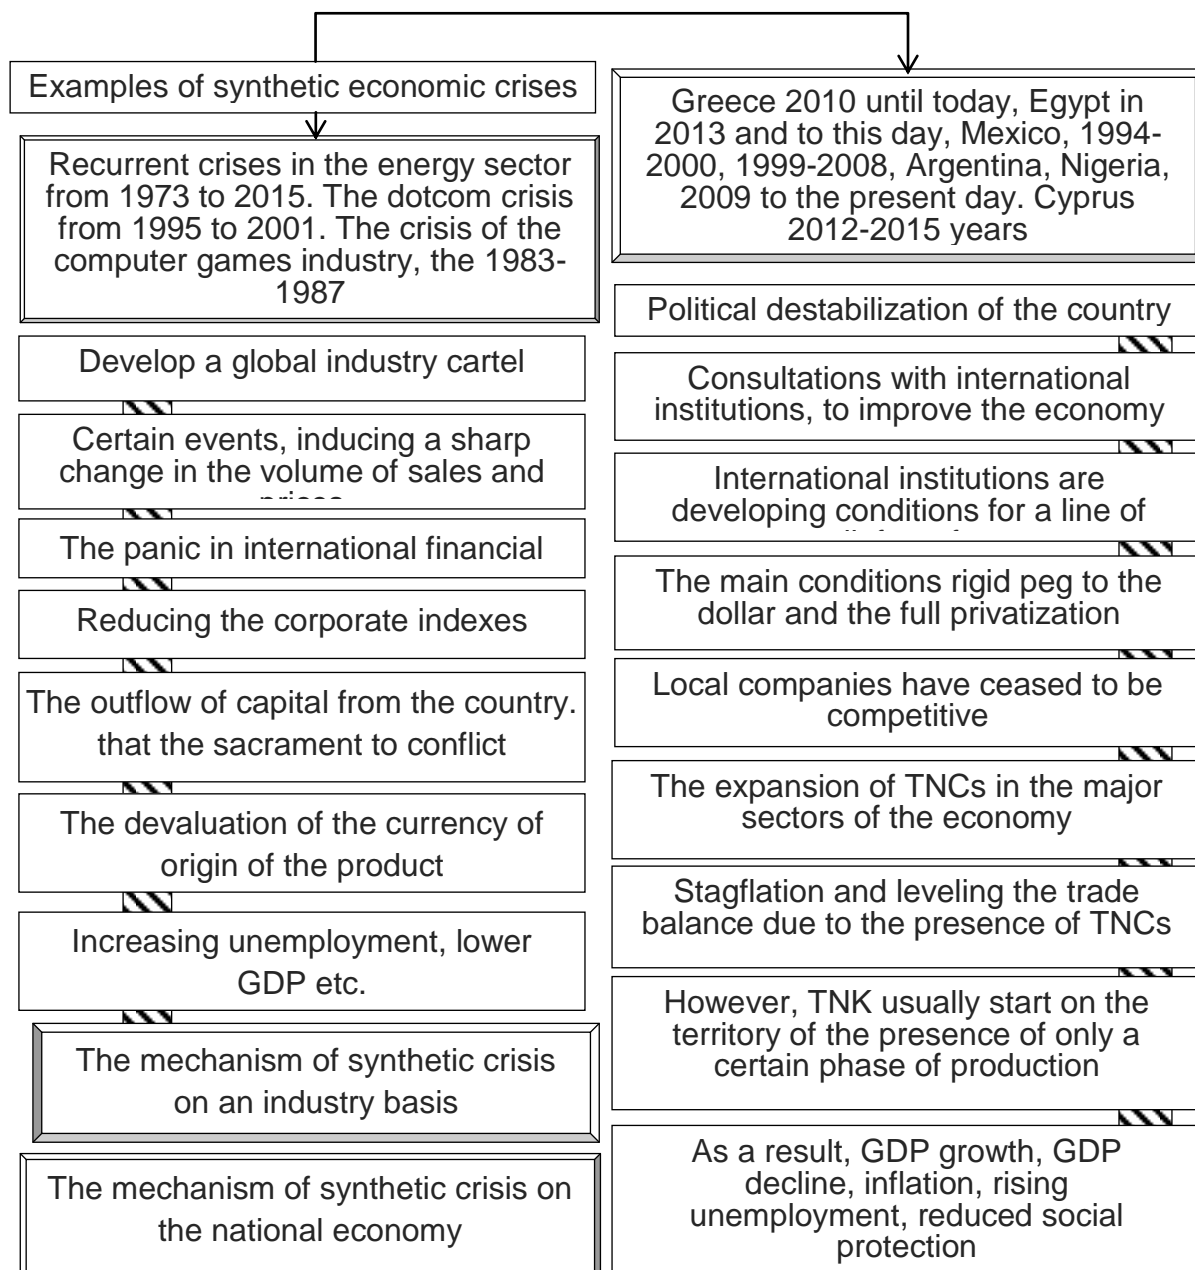 Examples of synthetic economic crises
Recurrent crises in the energy sector
from 1973 to 2015. The dotcom crisis
from 1995 to 2001. The crisis of the
computer games industry, the 1983-
1987
Develop a global industry cartel
Certain events, inducing a sharp
change in the volume of sales and
prices
The panic in international financial
Reducing the corporate indexes
The outflow of capital from the country.
that the sacrament to conflict
The devaluation of the currency of
origin of the product
Increasing unemployment, lower
GDP etc.
The mechanism of synthetic crisis
on an industry basis
The mechanism of synthetic crisis on
the national economy
Greece 2010 until today, Egypt in
2013 and to this day, Mexico, 1994-
2000, 1999-2008, Argentina, Nigeria,
2009 to the present day. Cyprus
2012-2015 years
Political destabilization of the country
Consultations with international
institutions, to improve the economy
International institutions are
developing conditions for a line of
The main conditions rigid peg to the
dollar and the full privatization
Local companies have ceased to be
competitive
The expansion of TNCs in the major
sectors of the economy
Stagflation and leveling the trade
balance due to the presence of TNCs
However, TNK usually start on the
territory of the presence of only a
certain phase of production
As a result, GDP growth, GDP
decline, inflation, rising
unemployment, reduced social
protection